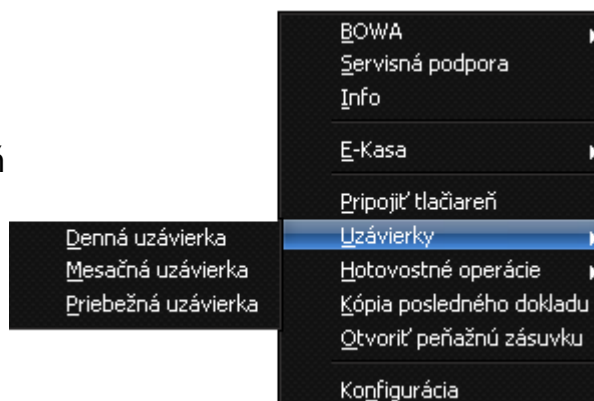 BOWA
Servisná podpora
Info
E-Kasa
Pripojiť tlačiareň
Uzávierky
Denná uzávierka
Mesačná uzávierka
Priebežná uzávierka
Hotovostné operácie
Kópia posledného dokladu
Otvoriť peňažnú zásuvku
Konfigurácia